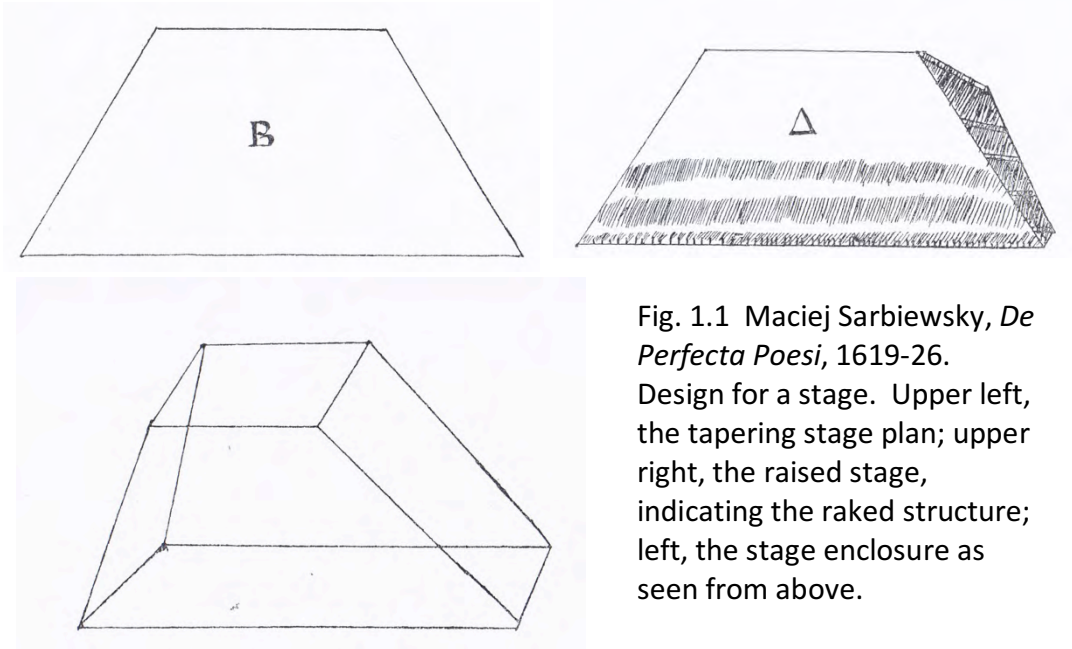 B
Δ
Fig. 1.1 Maciej Sarbiewsky, De
Perfecta Poesi, 1619-26.
Design for a stage. Upper left,
the tapering stage plan; upper
right, the raised stage,
indicating the raked structure;
left, the stage enclosure as
seen from above.